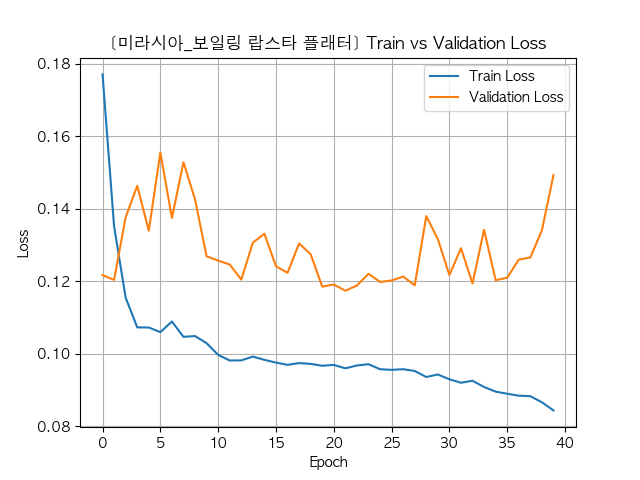 [미라시아_보일링 랍스타 플래터] Train vs Validation Loss
Train Loss
Validation Loss
Loss
0.18
0.16
0.14
0.12
0.10
0.08
0 5 10 15 20 25 30 35 40
Epoch